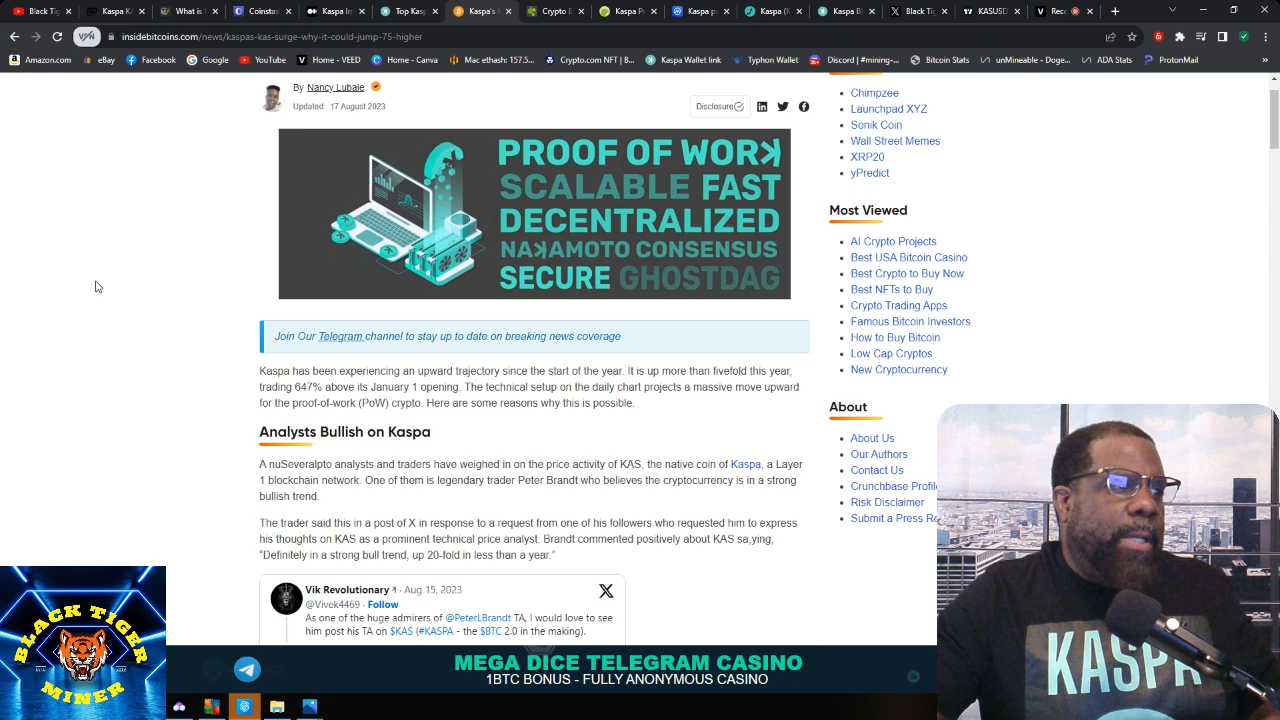 Black Tig
Kaspa KA
What is
Coinstas
Kaspa In
Top Kasp
Kaspa's
Crypto B
Kaspa P
Kaspa p
Kaspa (k
Kaspa Bl
Black Tig
KASUSD
Reco
insidebitcoins.com/news/kaspas-kas-surge-why-it-could-jump-75-higher
Amazon.com
eBay
Facebook
Google
YouTube
Home - VEED
Home - Canva
Mac ethash: 157.5...
Crypto.com NFT | B...
Kaspa Wallet link
Typhon Wallet
Discord | #mining-...
Bitcoin Stats
unMineable - Doge...
ADA Stats
ProtonMail
By Nancy Lubale
Updated: 17 August 2023
Disclosure
PROOF OF WORK
SCALABLE FAST
DECENTRALIZED
NAKAMOTO CONSENSUS
SECURE GHOSTDAG
Join Our Telegram channel to stay up to date on breaking news coverage
Kaspa has been experiencing an upward trajectory since the start of the year. It is up more than fivefold this year,
trading 647% above its January 1 opening. The technical setup on the daily chart projects a massive move upward
for the proof-of-work (PoW) crypto. Here are some reasons why this is possible.
Analysts Bullish on Kaspa
A nuSeveralpto analysts and traders have weighed in on the price activity of KAS, the native coin of Kaspa, a Layer
1 blockchain network. One of them is legendary trader Peter Brandt who believes the cryptocurrency is in a strong
bullish trend.
The trader said this in a post of X in response to a request from one of his followers who requested him to express
his thoughts on KAS as a prominent technical price analyst. Brandt commented positively about KAS sa,ying,
“Definitely in a strong bull trend, up 20-fold in less than a year.”
Vik Revolutionary · Aug 15, 2023
@Vivek4469 · Follow
As one of the huge admirers of @PeterLBrandt TA, I would love to see
him post his TA on $KAS (#KASPA - the $BTC 2.0 in the making).
Chimpzee
Launchpad XYZ
Sonik Coin
Wall Street Memes
XRP20
yPredict
Most Viewed
AI Crypto Projects
Best USA Bitcoin Casino
Best Crypto to Buy Now
Best NFTs to Buy
Crypto Trading Apps
Famous Bitcoin Investors
How to Buy Bitcoin
Low Cap Cryptos
New Cryptocurrency
About
About Us
Our Authors
Contact Us
Crunchbase Profile
Risk Disclaimer
Submit a Press Re
MEGA DICE TELEGRAM CASINO
1BTC BONUS - FULLY ANONYMOUS CASINO
BLACK TIGER
MINER
KASPA